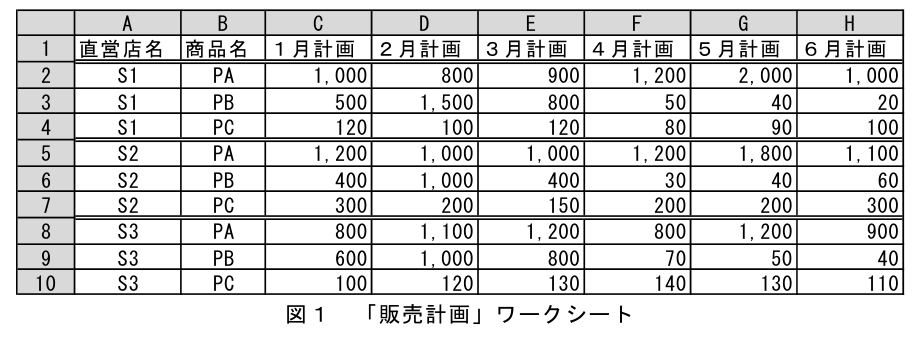 A B C D E F G H
1 直営店名 商品名 1月計画 2月計画 3月計画 4月計画 5月計画 6月計画
2 S1 PA 1,000 800 900 1,200 2,000 1,000
3 S1 PB 500 1,500 800 50 40 20
4 S1 PC 120 100 120 80 90 100
5 S2 PA 1,200 1,000 1,000 1,200 1,800 1,100
6 S2 PB 400 1,000 400 30 40 60
7 S2 PC 300 200 150 200 200 300
8 S3 PA 800 1,100 1,200 800 1,200 900
9 S3 PB 600 1,000 800 70 50 40
10 S3 PC 100 120 130 140 130 110
図1 「販売計画」ワークシート